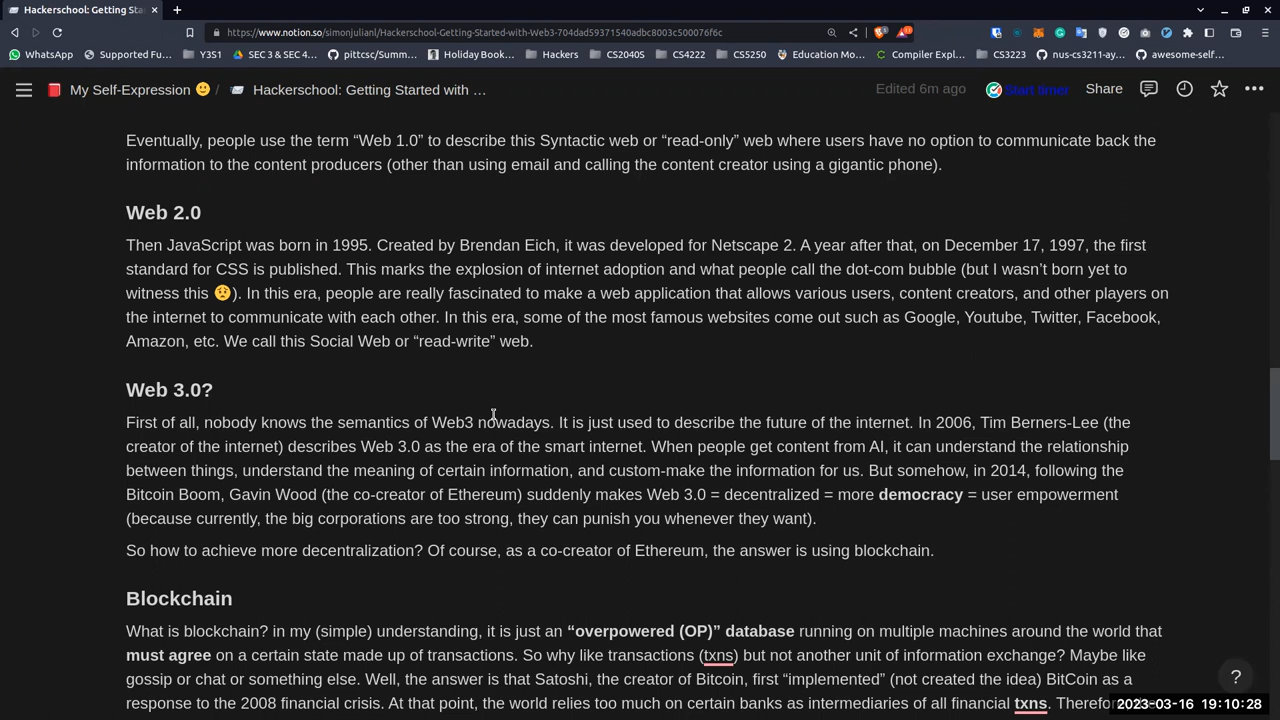 Hackerschool: Getting Sta
https://www.notion.so/simonjulianl/Hackerschool-Getting-Started-with-Web3-704dad59371540adbc8003c500076f6c
WhatsApp Supported Fu... Y3S1 SEC 3 & SEC 4... pittcsc/Summ... Holiday Book... Hackers CS2040S CS4222 CS5250 Education Mo... Compiler Expl... CS3223 nus-cs3211-ay... awesome-self...
My Self-Expression 🙂 / Hackerschool: Getting Started with ... Edited 6m ago Start timer Share
Eventually, people use the term “Web 1.0” to describe this Syntactic web or “read-only” web where users have no option to communicate back the
information to the content producers (other than using email and calling the content creator using a gigantic phone).
Web 2.0
Then JavaScript was born in 1995. Created by Brendan Eich, it was developed for Netscape 2. A year after that, on December 17, 1997, the first
standard for CSS is published. This marks the explosion of internet adoption and what people call the dot-com bubble (but I wasn’t born yet to
witness this 😟). In this era, people are really fascinated to make a web application that allows various users, content creators, and other players on
the internet to communicate with each other. In this era, some of the most famous websites come out such as Google, Youtube, Twitter, Facebook,
Amazon, etc. We call this Social Web or “read-write” web.
Web 3.0?
First of all, nobody knows the semantics of Web3 nowadays. It is just used to describe the future of the internet. In 2006, Tim Berners-Lee (the
creator of the internet) describes Web 3.0 as the era of the smart internet. When people get content from AI, it can understand the relationship
between things, understand the meaning of certain information, and custom-make the information for us. But somehow, in 2014, following the
Bitcoin Boom, Gavin Wood (the co-creator of Ethereum) suddenly makes Web 3.0 = decentralized = more democracy = user empowerment
(because currently, the big corporations are too strong, they can punish you whenever they want).
So how to achieve more decentralization? Of course, as a co-creator of Ethereum, the answer is using blockchain.
Blockchain
What is blockchain? in my (simple) understanding, it is just an “overpowered (OP)” database running on multiple machines around the world that
must agree on a certain state made up of transactions. So why like transactions (txns) but not another unit of information exchange? Maybe like
gossip or chat or something else. Well, the answer is that Satoshi, the creator of Bitcoin, first “implemented” (not created the idea) BitCoin as a
response to the 2008 financial crisis. At that point, the world relies too much on certain banks as intermediaries of all financial txns.
?
2023-03-16 19:10:28